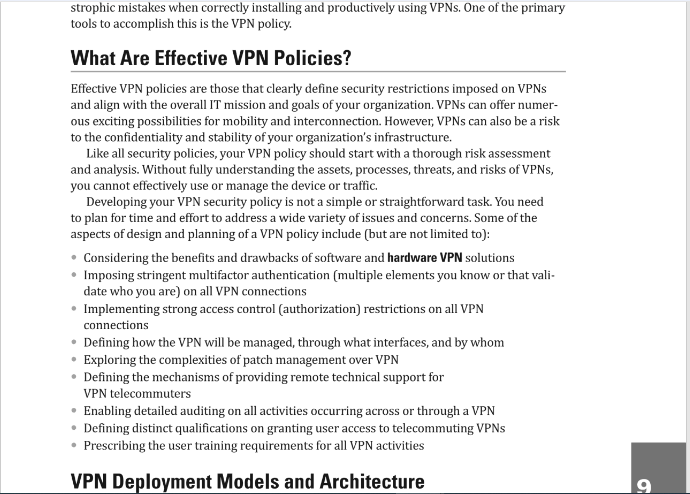 strophic mistakes when correctly installing and productively using VPNs. One of the primary
tools to accomplish this is the VPN policy.
What Are Effective VPN Policies?
Effective VPN policies are those that clearly define security restrictions imposed on VPNs
and align with the overall IT mission and goals of your organization. VPNs can offer numer-
ous exciting possibilities for mobility and interconnection. However, VPNs can also be a risk
to the confidentiality and stability of your organization's infrastructure.
Like all security policies, your VPN policy should start with a thorough risk assessment
and analysis. Without fully understanding the assets, processes, threats, and risks of VPNs,
you cannot effectively use or manage the device or traffic.
Developing your VPN security policy is not a simple or straightforward task. You need
to plan for time and effort to address a wide variety of issues and concerns. Some of the
aspects of design and planning of a VPN policy include (but are not limited to):
• Considering the benefits and drawbacks of software and hardware VPN solutions
• Imposing stringent multifactor authentication (multiple elements you know or that vali-
date who you are) on all VPN connections
• Implementing strong access control (authorization) restrictions on all VPN
connections
• Defining how the VPN will be managed, through what interfaces, and by whom
• Exploring the complexities of patch management over VPN
• Defining the mechanisms of providing remote technical support for
VPN telecommuters
• Enabling detailed auditing on all activities occurring across or through a VPN
• Defining distinct qualifications on granting user access to telecommuting VPNs
• Prescribing the user training requirements for all VPN activities
VPN Deployment Models and Architecture
9